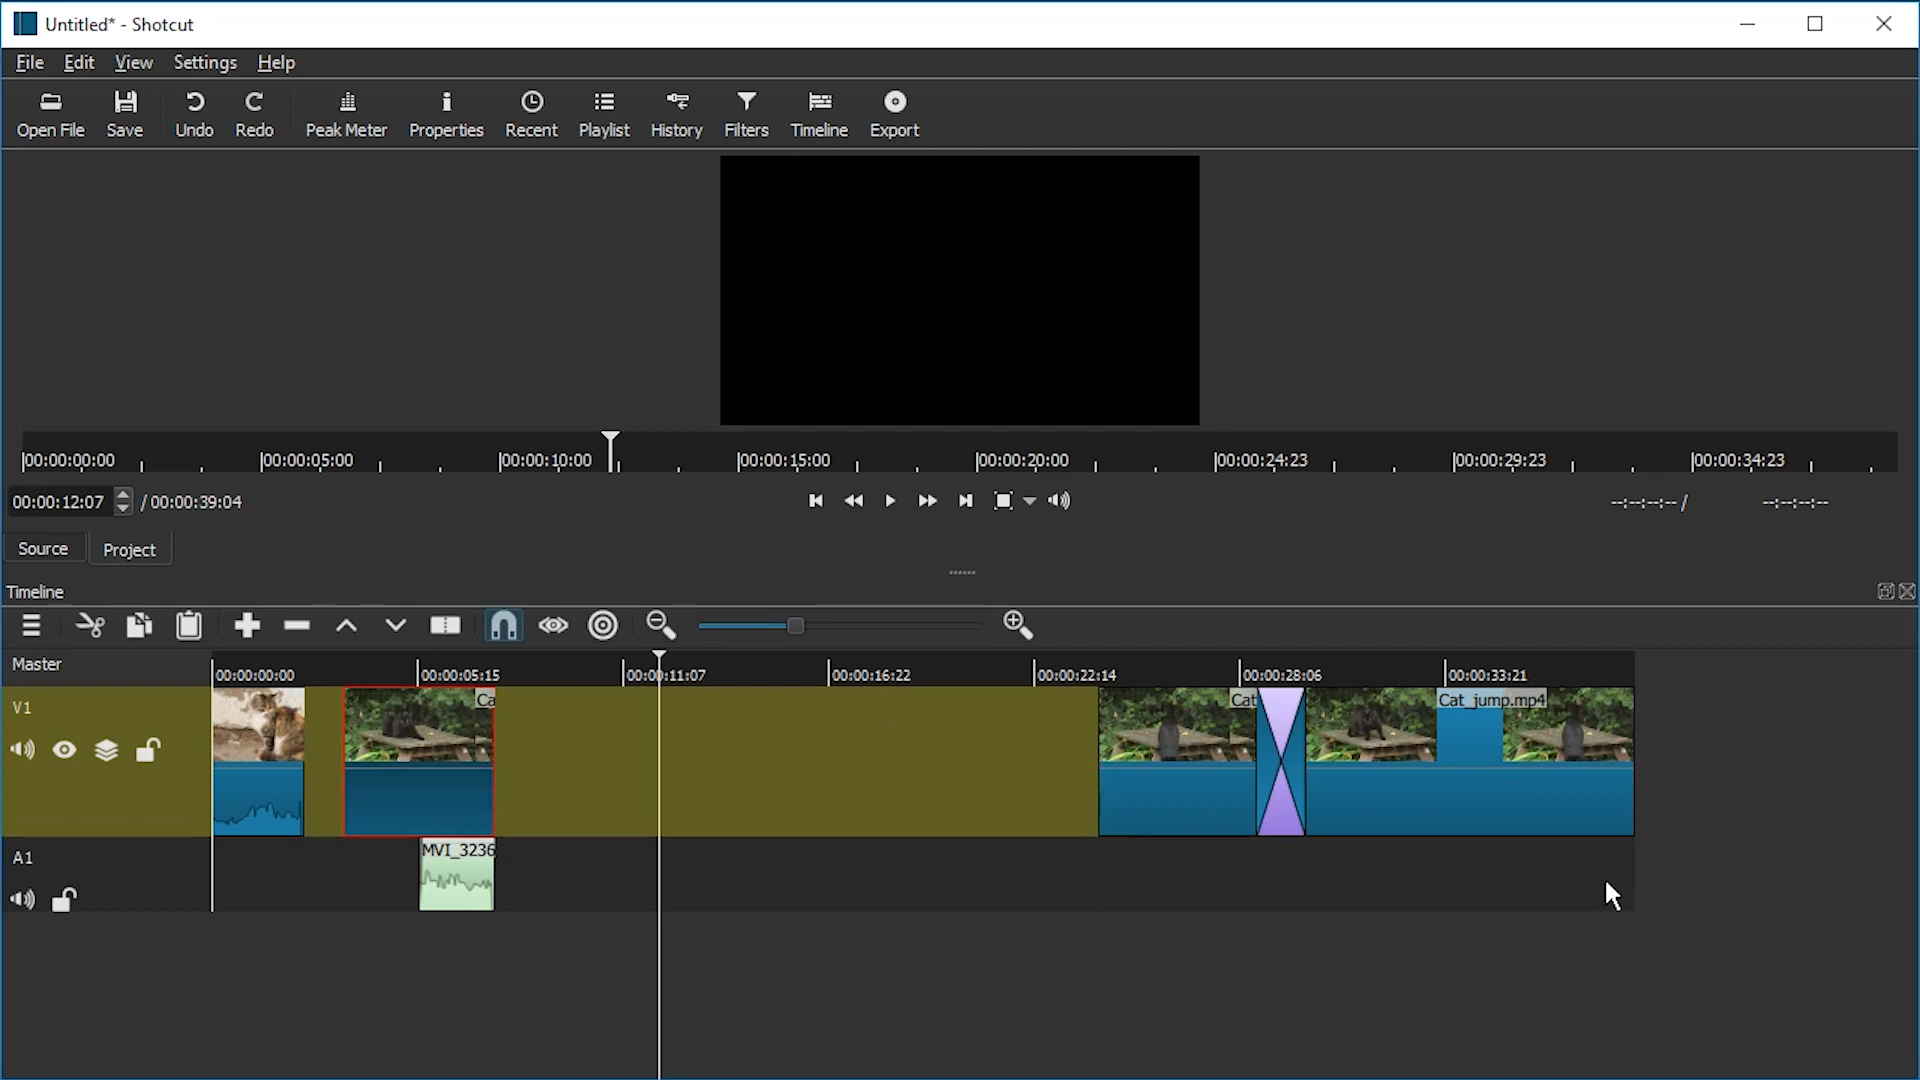 Untitled* - Shotcut
File Edit View Settings Help
Open File Save Undo Redo Peak Meter Properties Recent Playlist History Filters Timeline Export
00:00:00:00 00:00:05:00 00:00:10:00 00:00:15:00 00:00:20:00 00:00:24:23 00:00:29:23 00:00:34:23
00:00:12:07 / 00:00:39:04 --:--:--:-- / --:--:--:--
Source Project
Timeline
Master 00:00:00:00 00:00:05:15 00:00:11:07 00:00:16:22 00:00:22:14 00:00:28:06 00:00:33:21
V1 Ca Cat Cat_jump.mp4
A1 MVI_3236